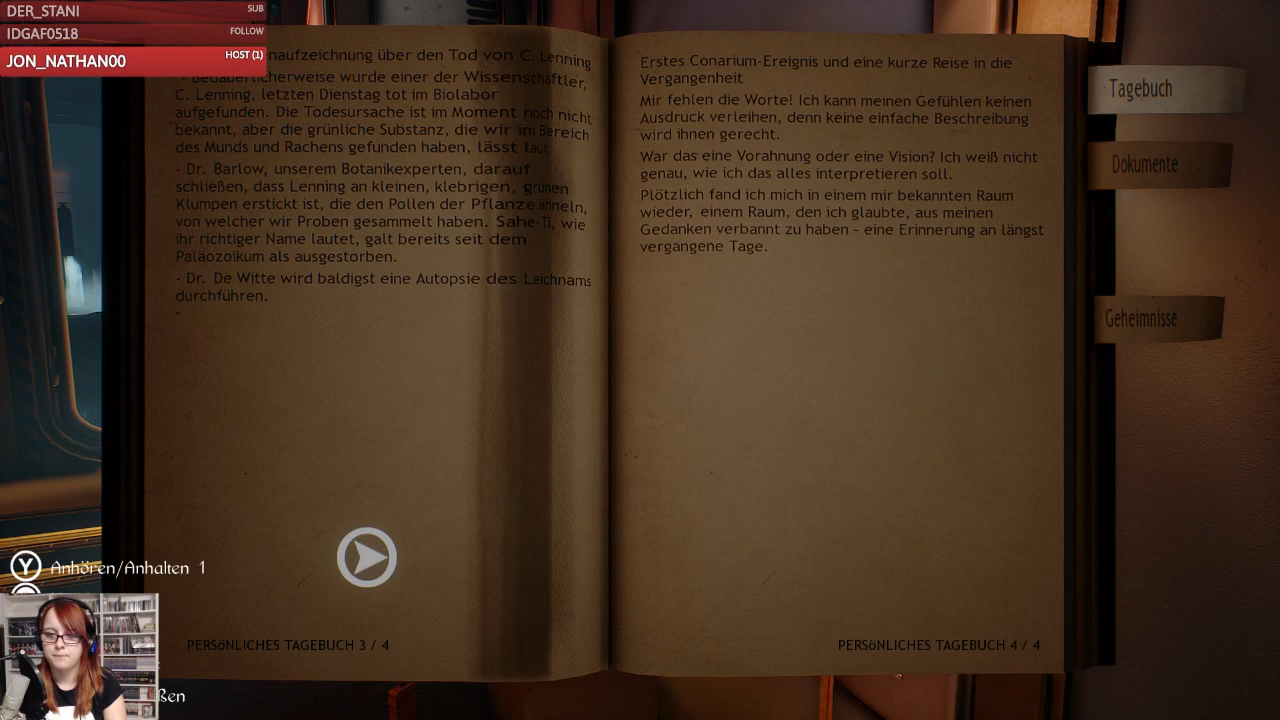 DER_STANI
SUB
IDGAF0518
FOLLOW
JON_NATHAN00
HOST (1)
naufzeichnung über den Tod von C. Lenning
- Bedauerlicherweise wurde einer der Wissenschaftler,
C. Lenning, letzten Dienstag tot im Biolabor
aufgefunden. Die Todesursache ist im Moment noch nicht
bekannt, aber die grünliche Substanz, die wir im Bereich
des Munds und Rachens gefunden haben, lässt laut
- Dr. Barlow, unserem Botanikexperten, darauf
schließen, dass Lenning an kleinen, klebrigen, grünen
Klumpen erstickt ist, die den Pollen der Pflanze ähneln,
von welcher wir Proben gesammelt haben. Sahe-Ti, wie
ihr richtiger Name lautet, galt bereits seit dem
Paläozoikum als ausgestorben.
- Dr. De Witte wird baldigst eine Autopsie des Leichnams
durchführen.
PERSöNLICHES TAGEBUCH 3 / 4
Erstes Conarium-Ereignis und eine kurze Reise in die
Vergangenheit
Mir fehlen die Worte! Ich kann meinen Gefühlen keinen
Ausdruck verleihen, denn keine einfache Beschreibung
wird ihnen gerecht.
War das eine Vorahnung oder eine Vision? Ich weiß nicht
genau, wie ich das alles interpretieren soll.
Plötzlich fand ich mich in einem mir bekannten Raum
wieder, einem Raum, den ich glaubte, aus meinen
Gedanken verbannt zu haben - eine Erinnerung an längst
vergangene Tage.
PERSöNLICHES TAGEBUCH 4 / 4
Tagebuch
Dokumente
Geheimnisse
Y Anhören/Anhalten 1
ßen